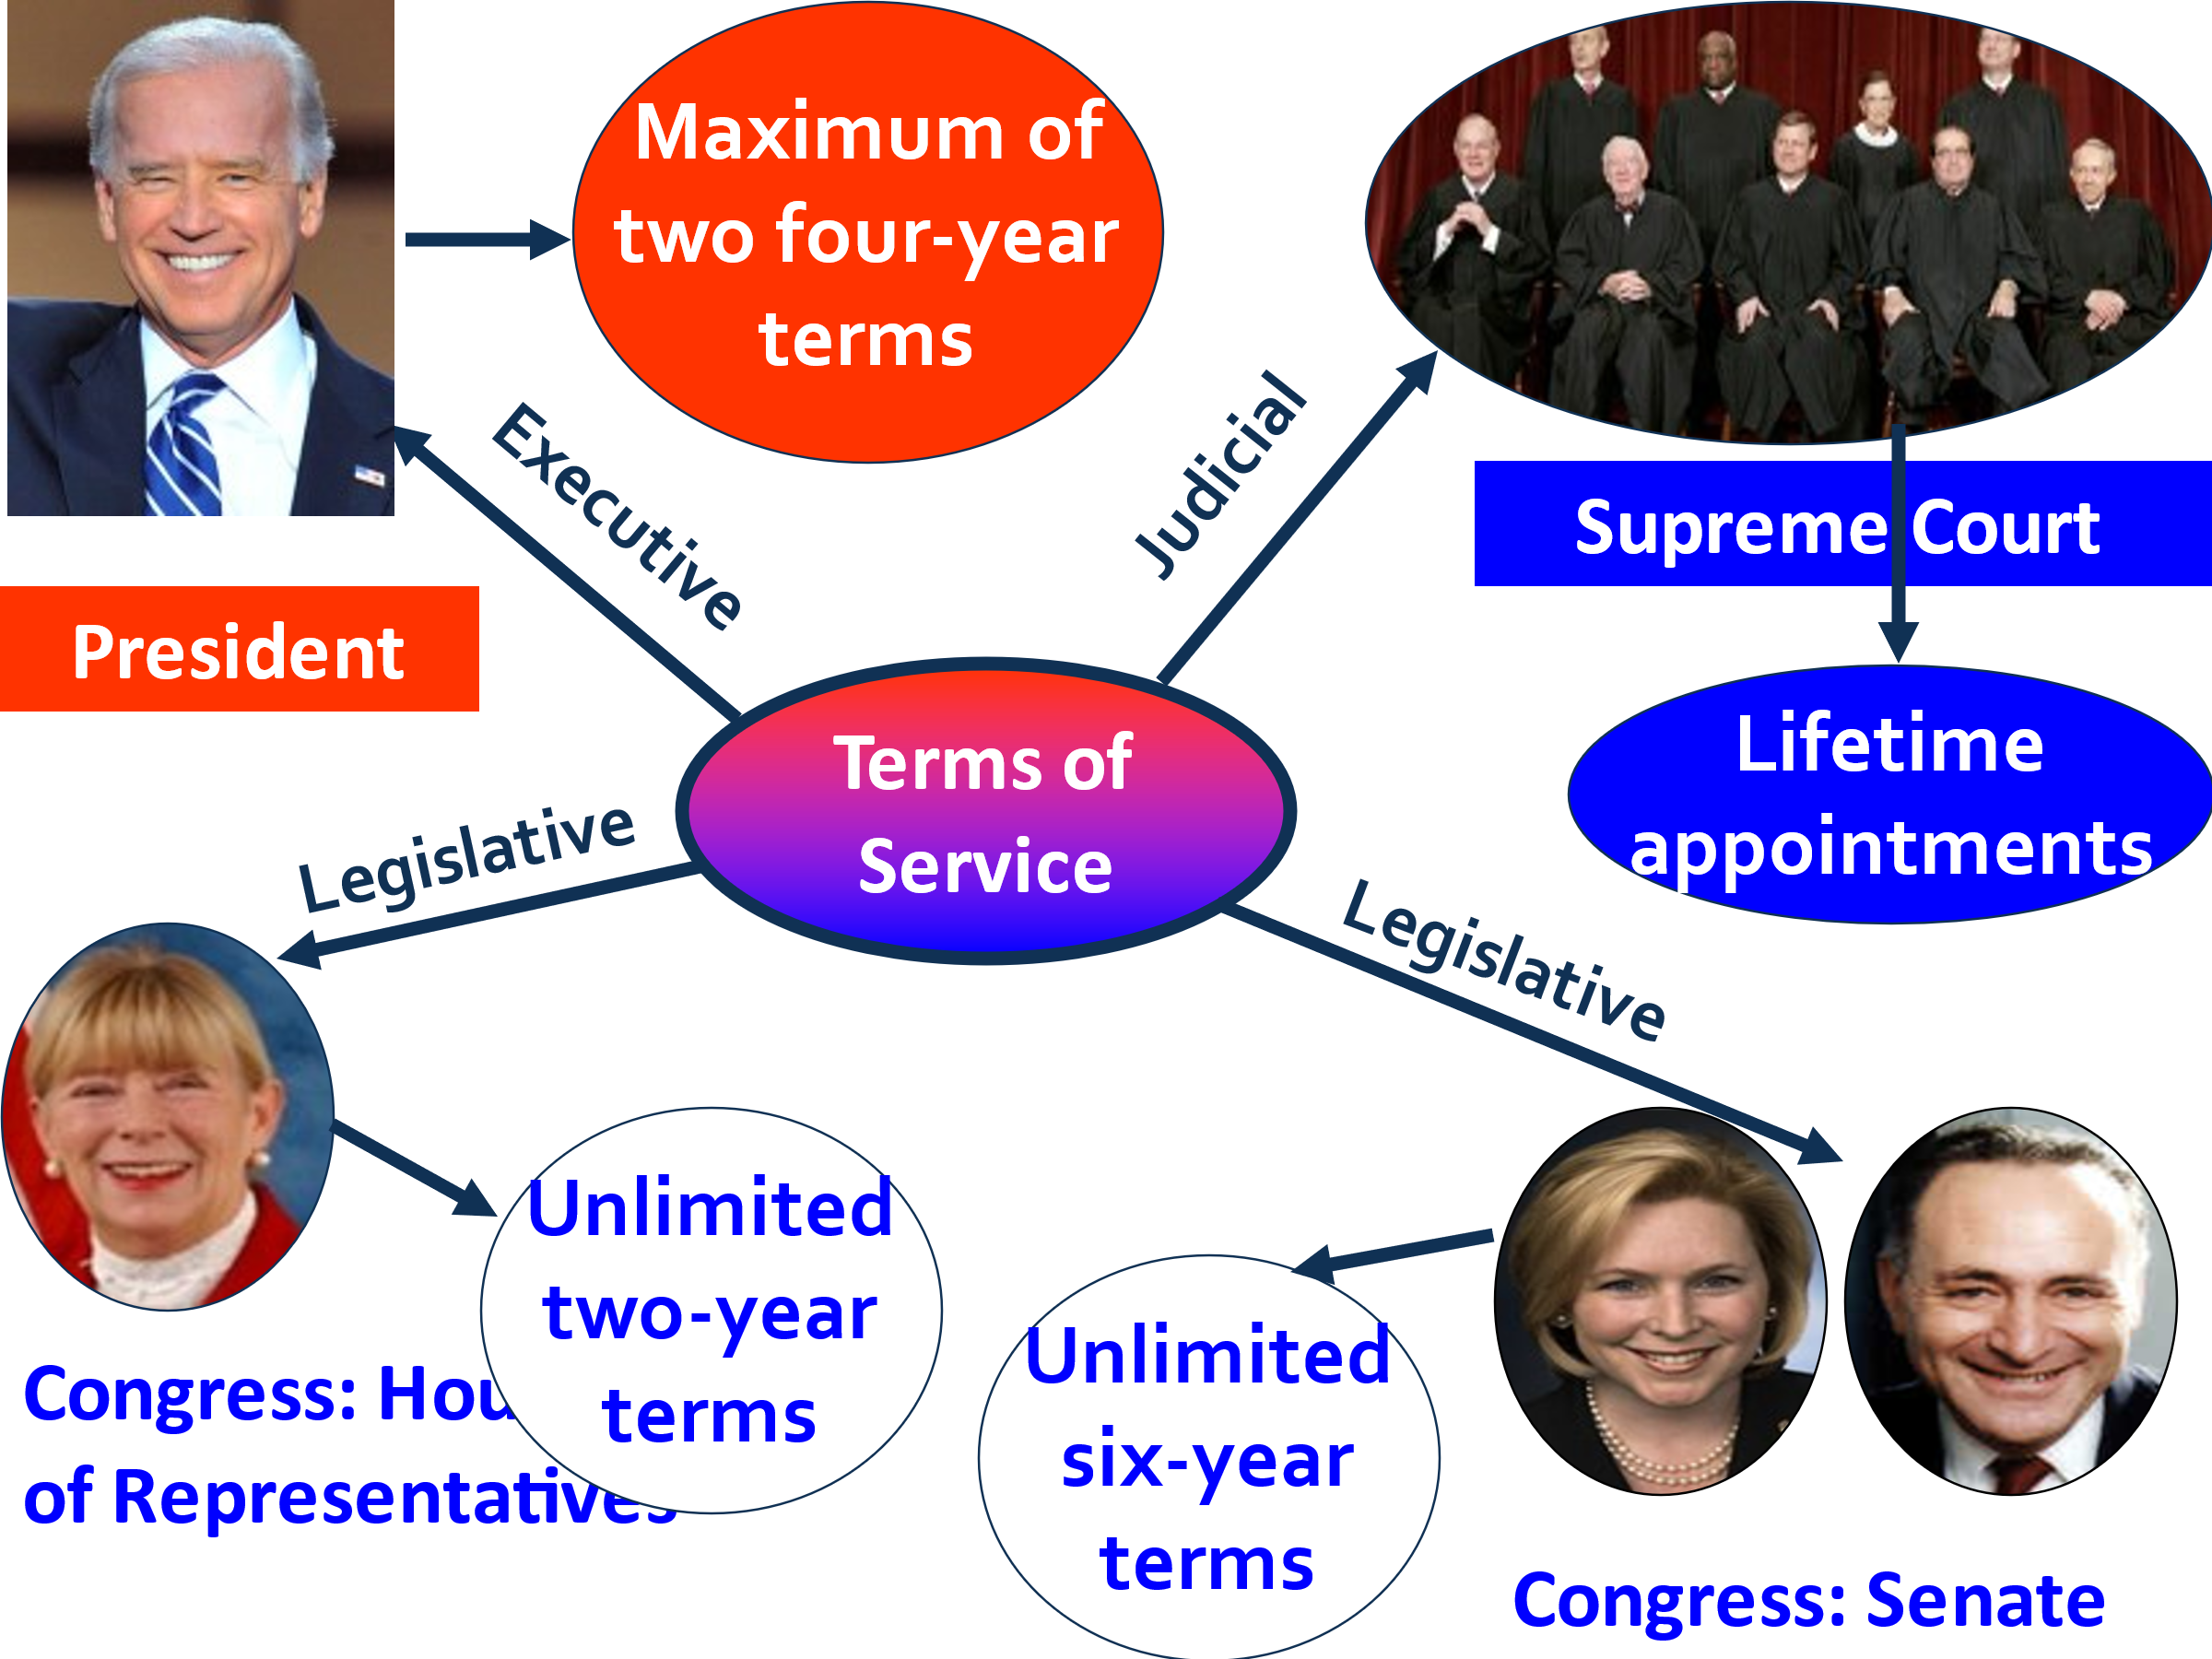 Maximum of
two four-year
terms
Executive
Judicial
Supreme Court
President
Terms of
Service
Lifetime
appointments
Legislative
Legislative
Unlimited
two-year
terms
Congress: Hou
of Representatives
Unlimited
six-year
terms
Congress: Senate